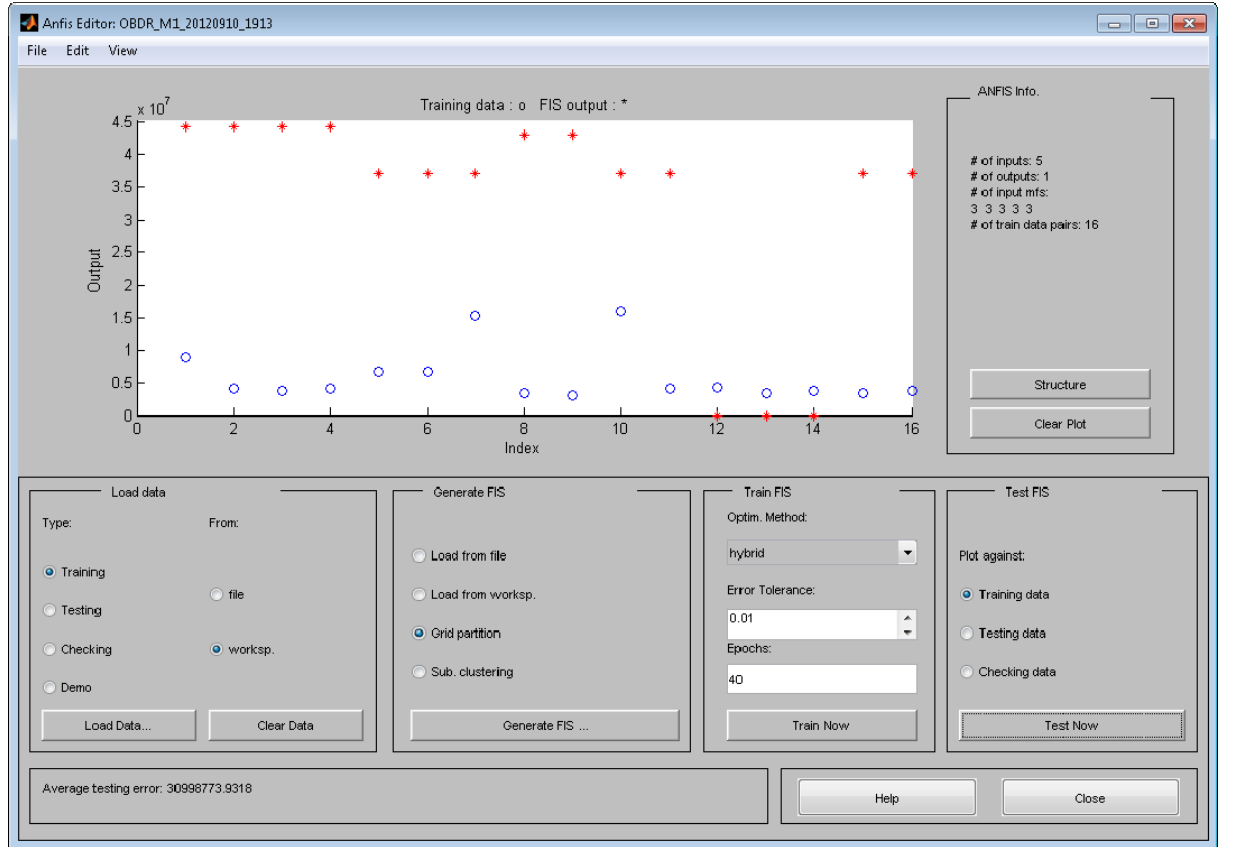 Anfis Editor: OBDR_M1_20120910_1913
File Edit View
x 10^7
Training data : o FIS output : *
4.5
4
3.5
3
2.5
2
1.5
1
0.5
0
Output
0 2 4 6 8 10 12 14 16
Index
ANFIS Info.
# of inputs: 5
# of outputs: 1
# of input mfs:
3 3 3 3 3
# of train data pairs: 16
Structure
Clear Plot
Load data
Type: From:
Training
file
Testing
Checking
worksp.
Demo
Load Data... Clear Data
Generate FIS
Load from file
Load from worksp.
Grid partition
Sub. clustering
Generate FIS ...
Train FIS
Optim. Method:
hybrid
Error Tolerance:
0.01
Epochs:
40
Train Now
Test FIS
Plot against:
Training data
Testing data
Checking data
Test Now
Average testing error: 30998773.9318
Help
Close